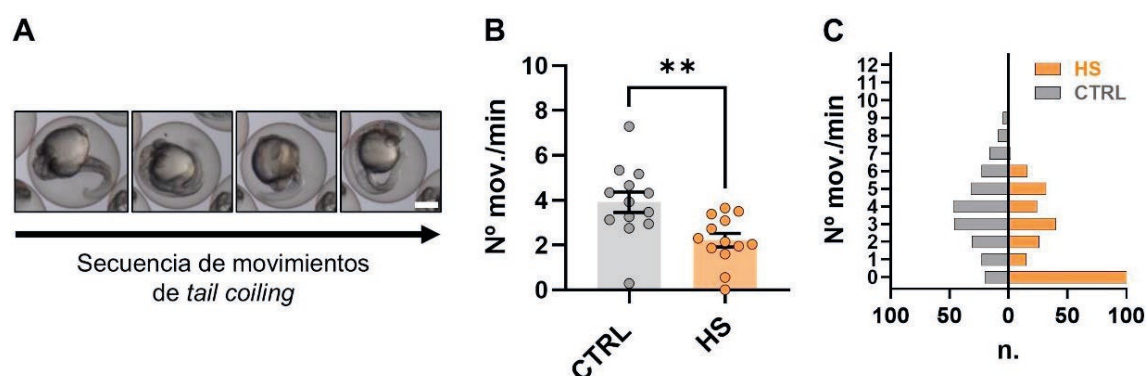 A
Secuencia de movimientos
de tail coiling
B
**
Nº mov./min
10
8
6
4
2
0
CTRL
HS
C
HS
CTRL
Nº mov./min
12
11
10
9
8
7
6
5
4
3
2
1
0
100 50 0 50 100
n.